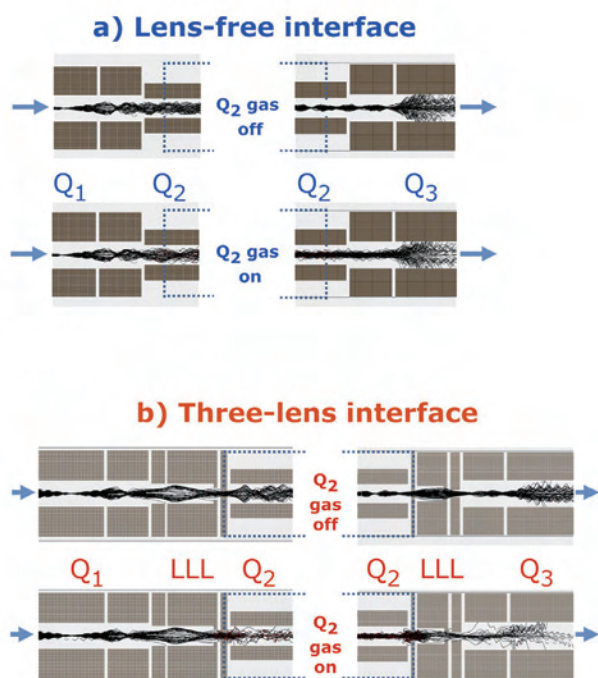 a) Lens-free interface
Q2 gas
off
Q1 Q2 Q2 Q3
Q2 gas
on
b) Three-lens interface
Q2
gas
off
Q1 LLL Q2 Q2 LLL Q3
Q2
gas
on